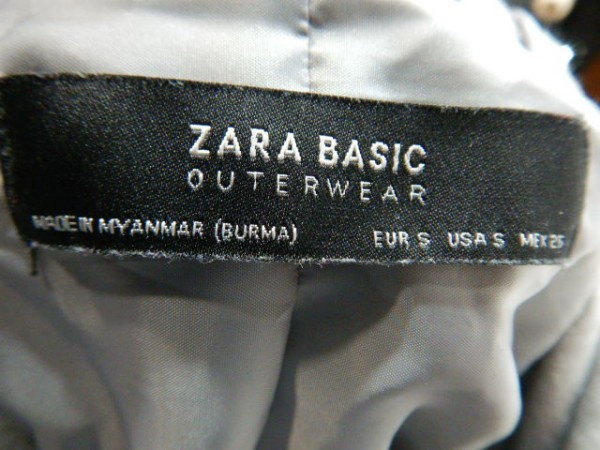 ZARA BASIC
OUTERWEAR
MADE IN MYANMAR (BURMA) EUR S USA S MEX 26